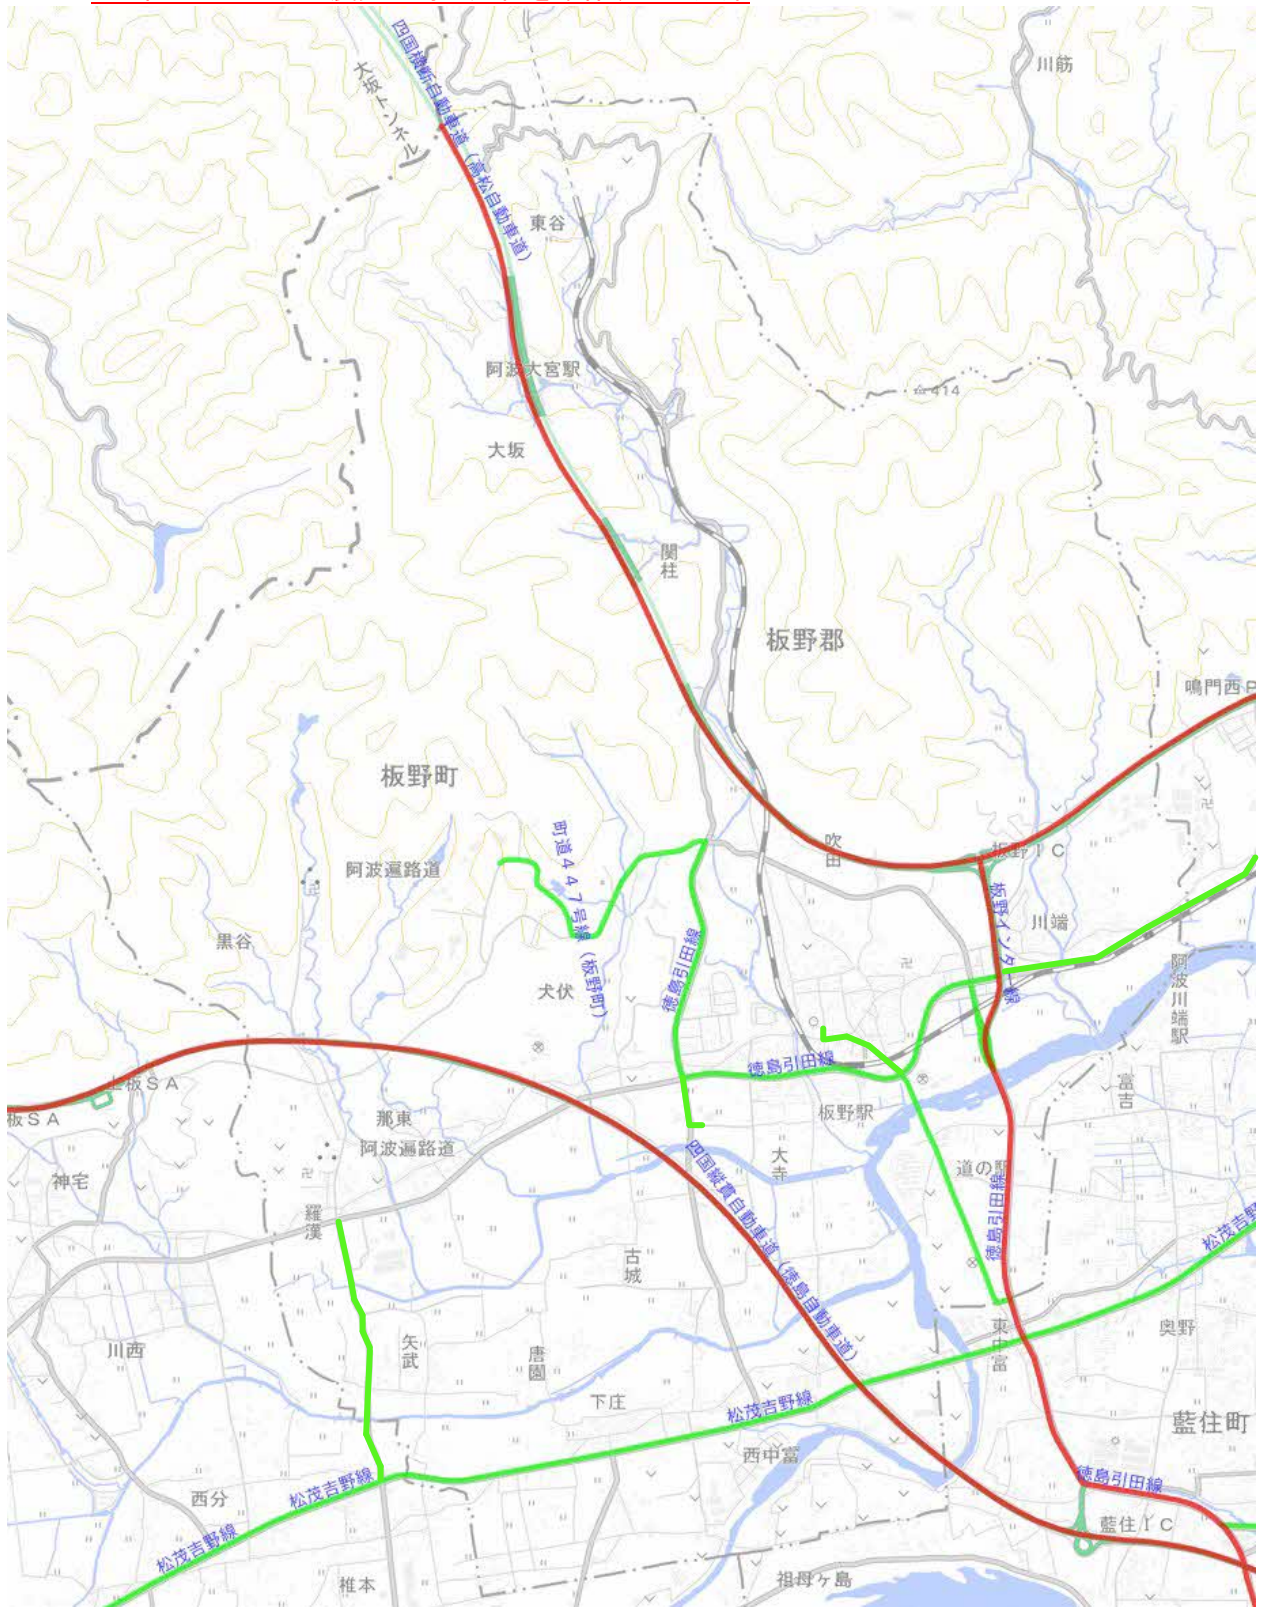 四国横断自動車道（高松自動車道）
大坂トンネル
川筋
東谷
阿波大宮駅
414
大坂
関柱
板野郡
鳴門西P
板野町
町道447号線（板野町）
吹田
板野IC
阿波遍路道
板野インター線
川端
黒谷
徳島引田線
犬伏
阿波川端駅
徳島引田線
上板SA
板SA
富吉
那東
板野駅
阿波遍路道
四国縦貫自動車道（徳島自動車道）
大寺
道の駅
神宅
羅漢
徳島引田線
松茂吉野
古城
矢武
東中富
奥野
川西
唐園
下庄
松茂吉野線
藍住町
西中富
松茂吉野線
徳島引田線
西分
藍住IC
松茂吉野線
椎本
祖母ヶ島